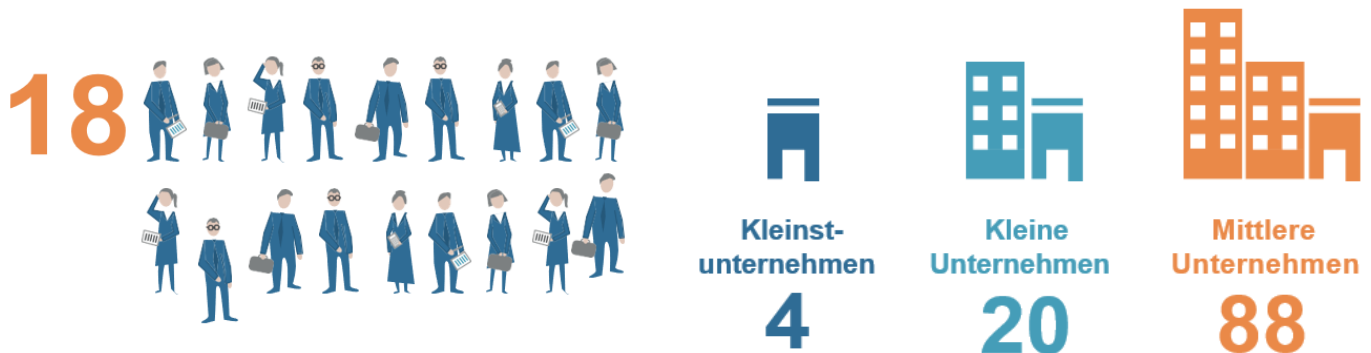 18
Kleinst-
unternehmen
4
Kleine
Unternehmen
20
Mittlere
Unternehmen
88